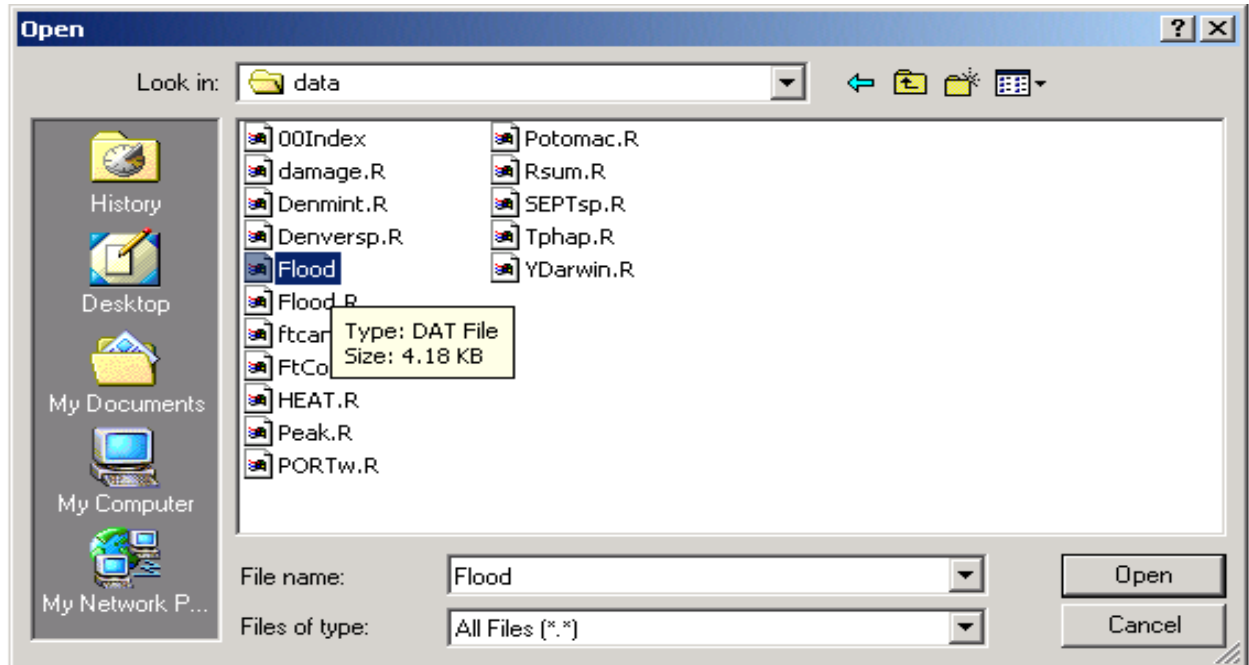 Open
Look in:
data
History
Desktop
My Documents
My Computer
My Network P...
00Index
damage.R
Denmint.R
Denversp.R
Flood
Flood.R
HEAT.R
Peak.R
PORTw.R
Potomac.R
Rsum.R
SEPTsp.R
Tphap.R
YDarwin.R
Type: DAT File
Size: 4.18 KB
File name:
Flood
Open
Files of type:
All Files (*.*)
Cancel